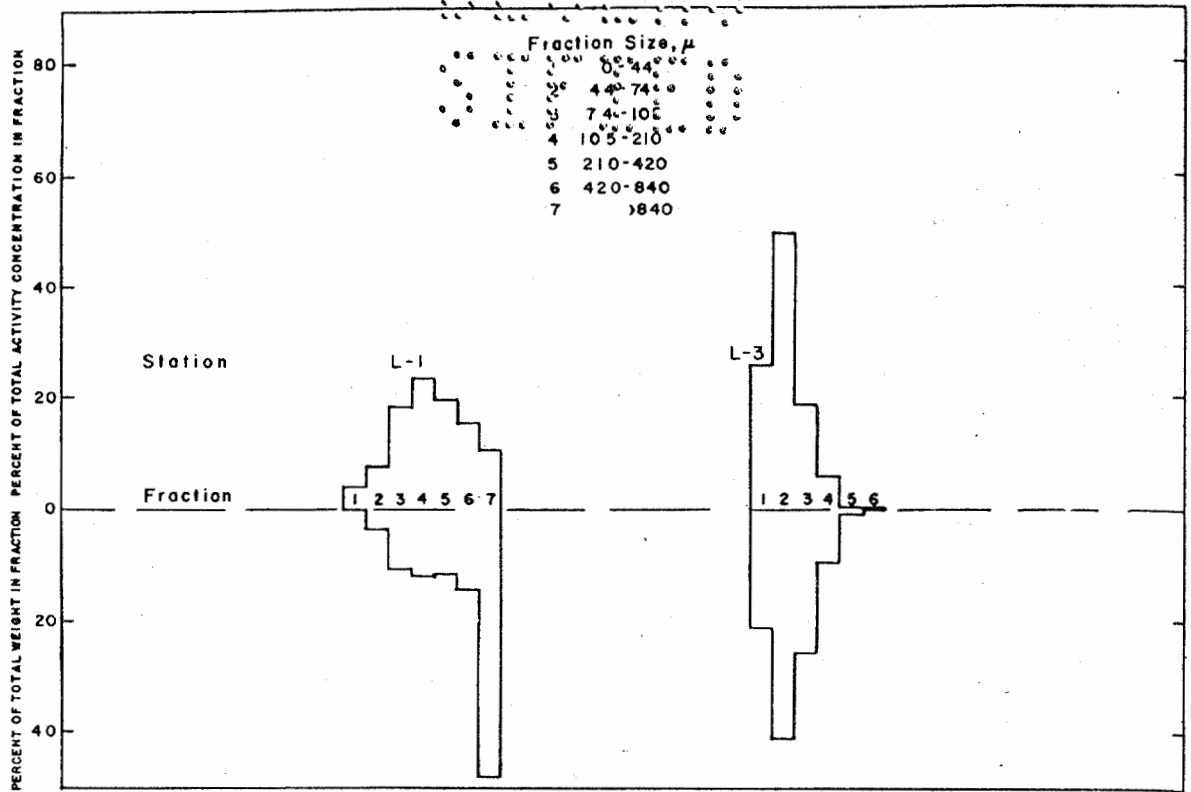 PERCENT OF TOTAL ACTIVITY CONCENTRATION IN FRACTION
PERCENT OF TOTAL WEIGHT IN FRACTION
80
60
40
20
0
20
40
Fraction Size, μ
0-44
2 44-74
3 74-105
4 105-210
5 210-420
6 420-840
7 >840
Station
L-1
L-3
Fraction
1 2 3 4 5 6 7
1 2 3 4 5 6